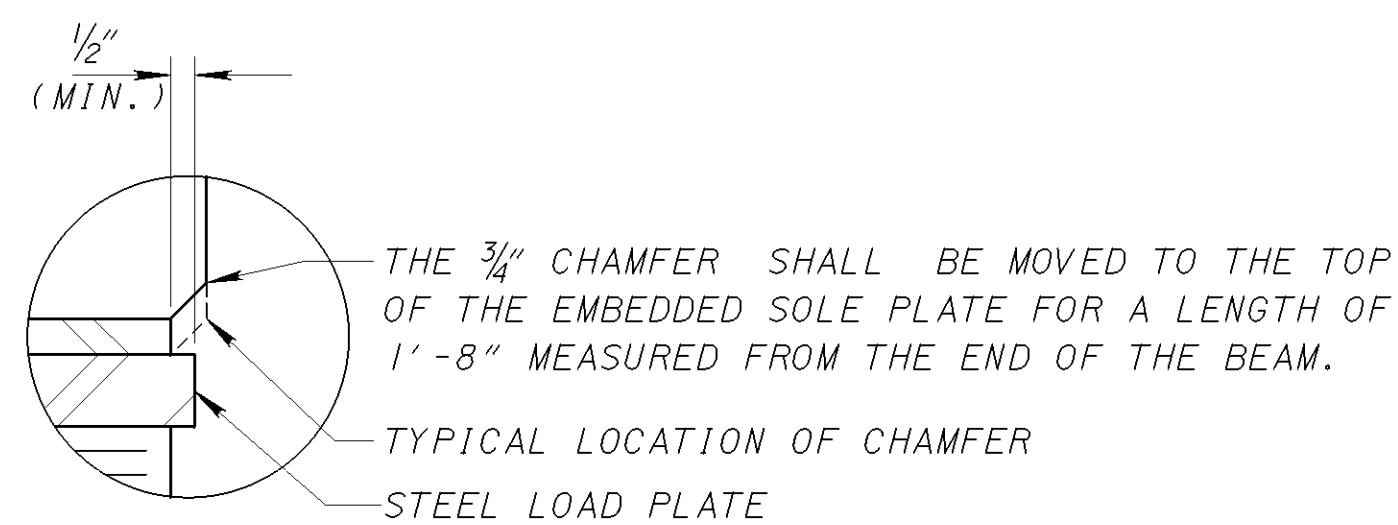 1/2"
(MIN.)
THE 3/4" CHAMFER SHALL BE MOVED TO THE TOP
OF THE EMBEDDED SOLE PLATE FOR A LENGTH OF
1'-8" MEASURED FROM THE END OF THE BEAM.
TYPICAL LOCATION OF CHAMFER
STEEL LOAD PLATE